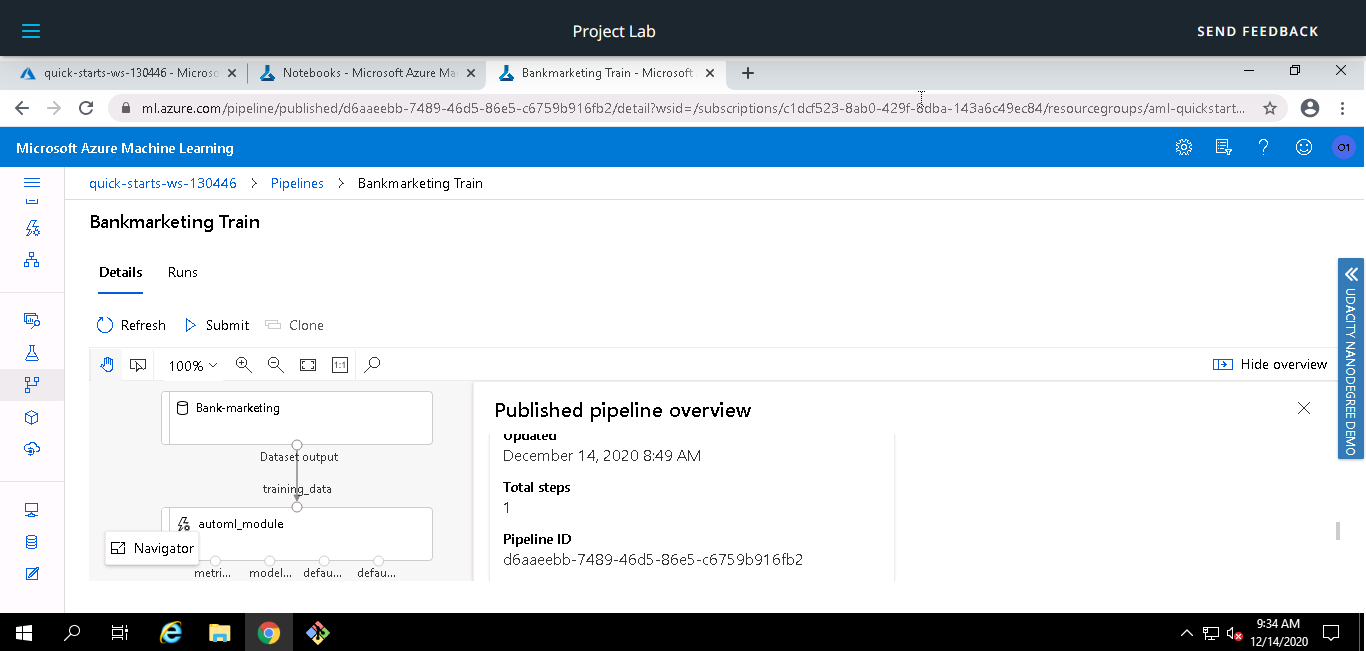 Project Lab
SEND FEEDBACK
quick-starts-ws-130446 - Microso
Notebooks - Microsoft Azure Ma
Bankmarketing Train - Microsoft
ml.azure.com/pipeline/published/d6aaeebb-7489-46d5-86e5-c6759b916fb2/detail?wsid=/subscriptions/c1dcf523-8ab0-429f-8dba-143a6c49ec84/resourcegroups/aml-quickstart...
Microsoft Azure Machine Learning
O1
quick-starts-ws-130446 > Pipelines > Bankmarketing Train
Bankmarketing Train
Details Runs
Refresh Submit Clone
100%
1:1
Hide overview
Bank-marketing
Dataset output
training_data
automl_module
Navigator
metri... model... defau... defau...
Published pipeline overview
Updated
December 14, 2020 8:49 AM
Total steps
1
Pipeline ID
d6aaeebb-7489-46d5-86e5-c6759b916fb2
UDACITY NANODEGREE DEMO
9:34 AM
12/14/2020